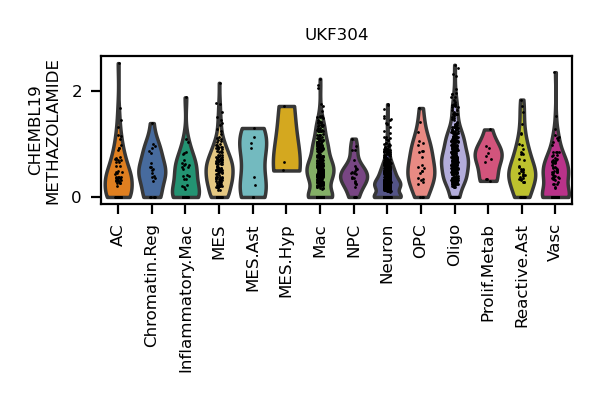 UKF304
CHEMBL19
METHAZOLAMIDE
2
0
AC
Chromatin.Reg
Inflammatory.Mac
MES
MES.Ast
MES.Hyp
Mac
NPC
Neuron
OPC
Oligo
Prolif.Metab
Reactive.Ast
Vasc